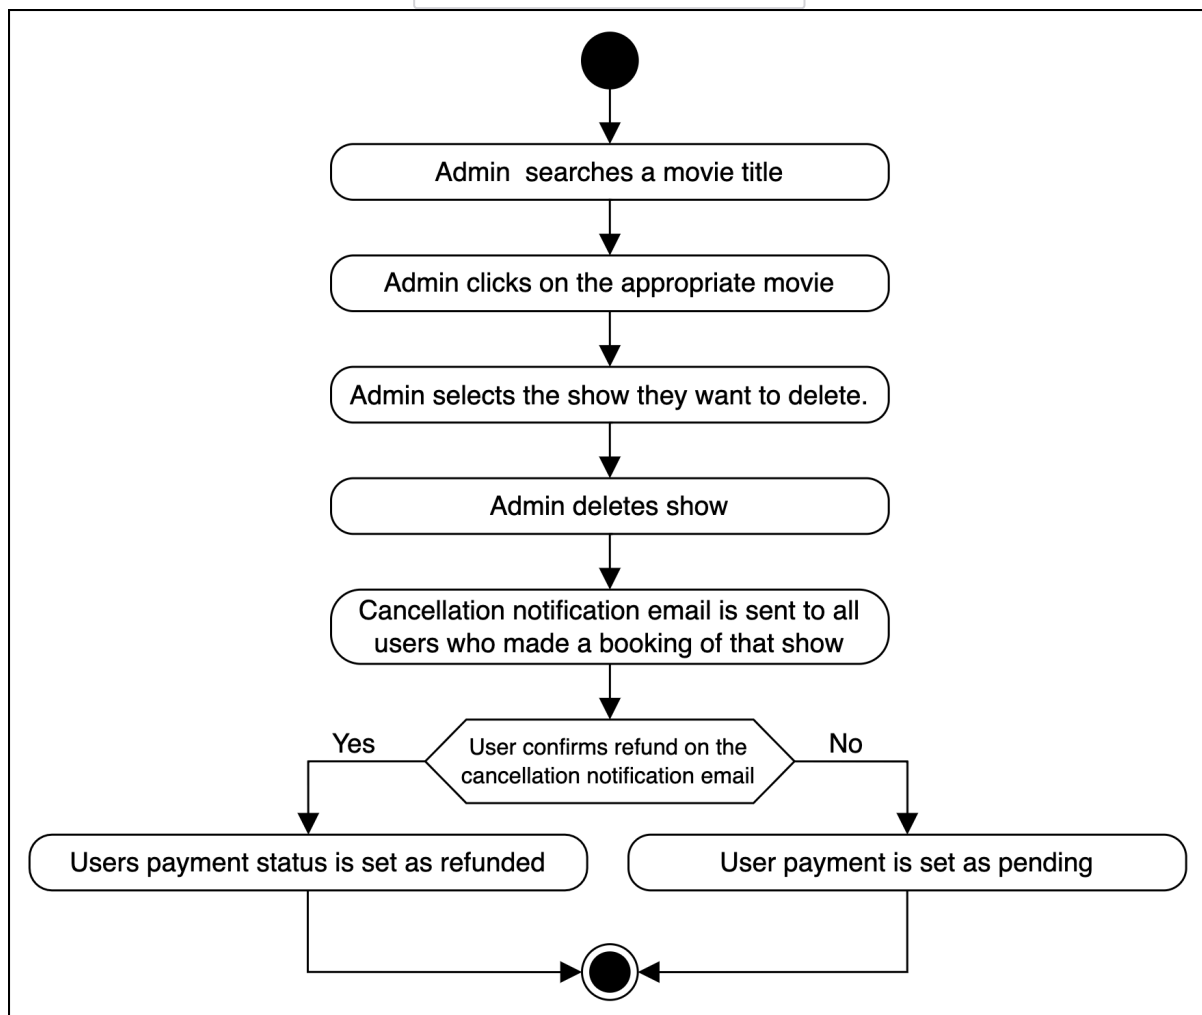 Admin  searches a movie title
Admin clicks on the appropriate movie
Admin selects the show they want to delete.
Admin deletes show
Cancellation notification email is sent to all
users who made a booking of that show
User confirms refund on the
cancellation notification email
Yes
No
Users payment status is set as refunded
User payment is set as pending